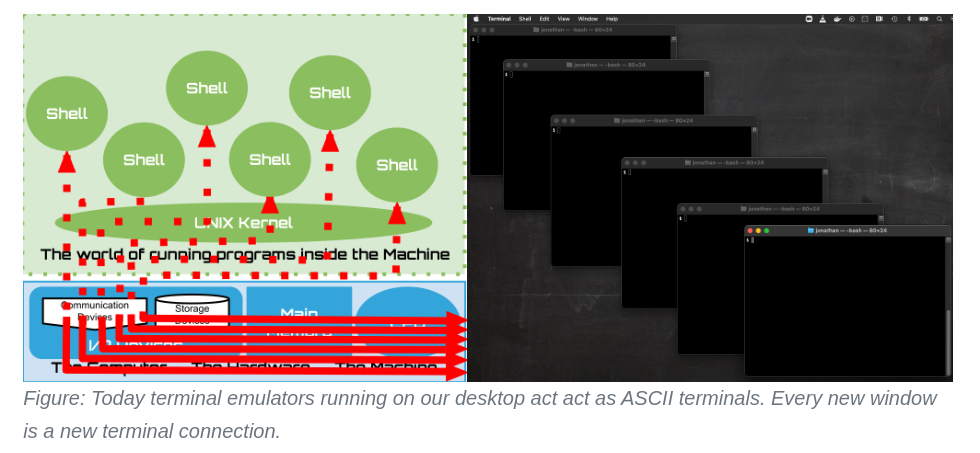 Shell
Shell
Shell
Shell
Shell
Shell
UNIX Kernel
The world of running programs inside the Machine
Communication
Devices
Storage
Devices
Main
Memory
CPU
I/O Devices
The Computer The Hardware The Machine
Terminal Shell Edit View Window Help
jonathan — -bash — 80×24
$
jonathan — -bash — 80×24
$
jonathan — -bash — 80×24
$
jonathan — -bash — 80×24
$
jonathan — -bash — 80×24
$
jonathan — -bash — 80×24
$
Figure: Today terminal emulators running on our desktop act act as ASCII terminals. Every new window
is a new terminal connection.